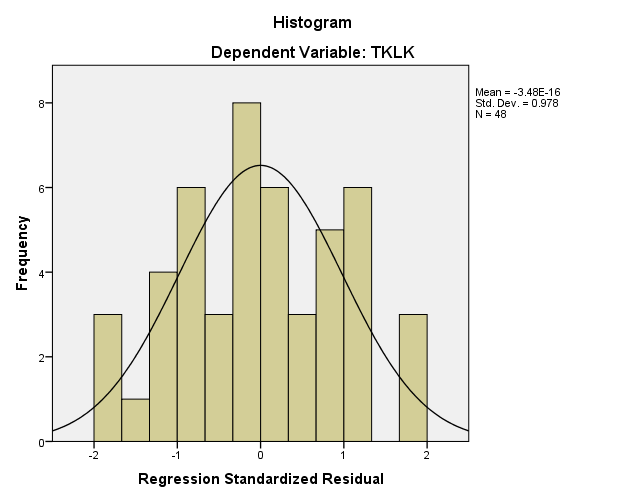 Histogram
Dependent Variable: TKLK
Mean = -3.48E-16
Std. Dev. = 0.978
N = 48
Frequency
8
6
4
2
0
-2 -1 0 1 2
Regression Standardized Residual